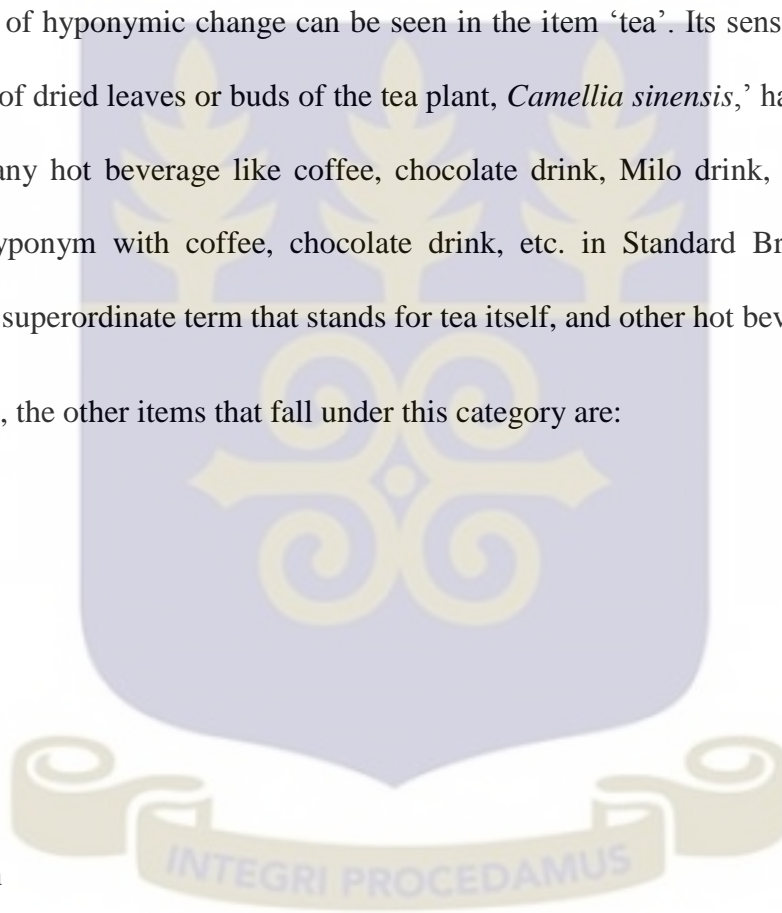 of hyponymic change can be seen in the item ‘tea’. Its sens
of dried leaves or buds of the tea plant, Camellia sinensis,’ ha
any hot beverage like coffee, chocolate drink, Milo drink,
yponym with coffee, chocolate drink, etc. in Standard Br
superordinate term that stands for tea itself, and other hot bev
, the other items that fall under this category are:
INTEGRI PROCEDAMUS